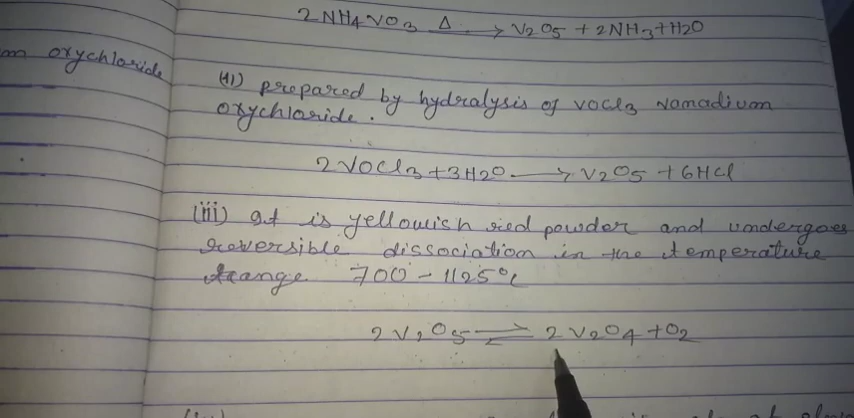 2NH4VO3 Δ→ V2O5 + 2NH3+H2O
oxychloride
(ii) prepared by hydralysis of VOCl3 Vamadium
oxychloride.
2VOCl3+3H2O → V2O5 + 6HCl
(iii) It is yellowish red powder and undergoes
reversible dissociation in the temperature
range 700 - 1125°C
2V2O5 ⇌ 2V2O4 +O2